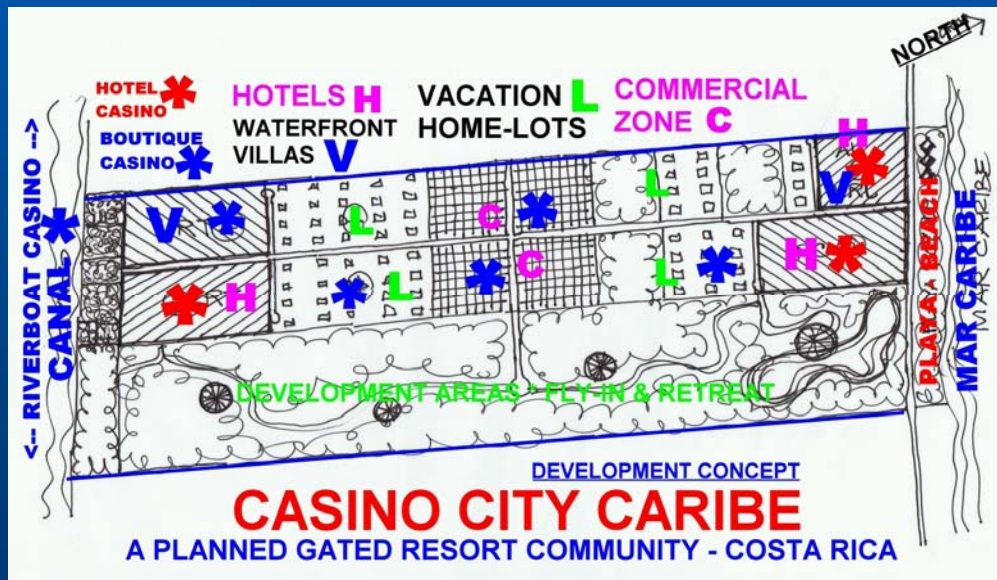 NORTH
HOTEL *
CASINO
BOUTIQUE
CASINO *
HOTELS H
WATERFRONT
VILLAS V
VACATION L
HOME-LOTS
COMMERCIAL
ZONE C
H
V *
V *
L
C
*
L
* H
*
L
*
C
L
*
H *
<-- RIVERBOAT CASINO -->
CANAL *
PLAYA - BEACH
MAR CARIBE
MAR CARIBE
DEVELOPMENT AREAS * FLY-IN & RETREAT
DEVELOPMENT CONCEPT
CASINO CITY CARIBE
A PLANNED GATED RESORT COMMUNITY - COSTA RICA